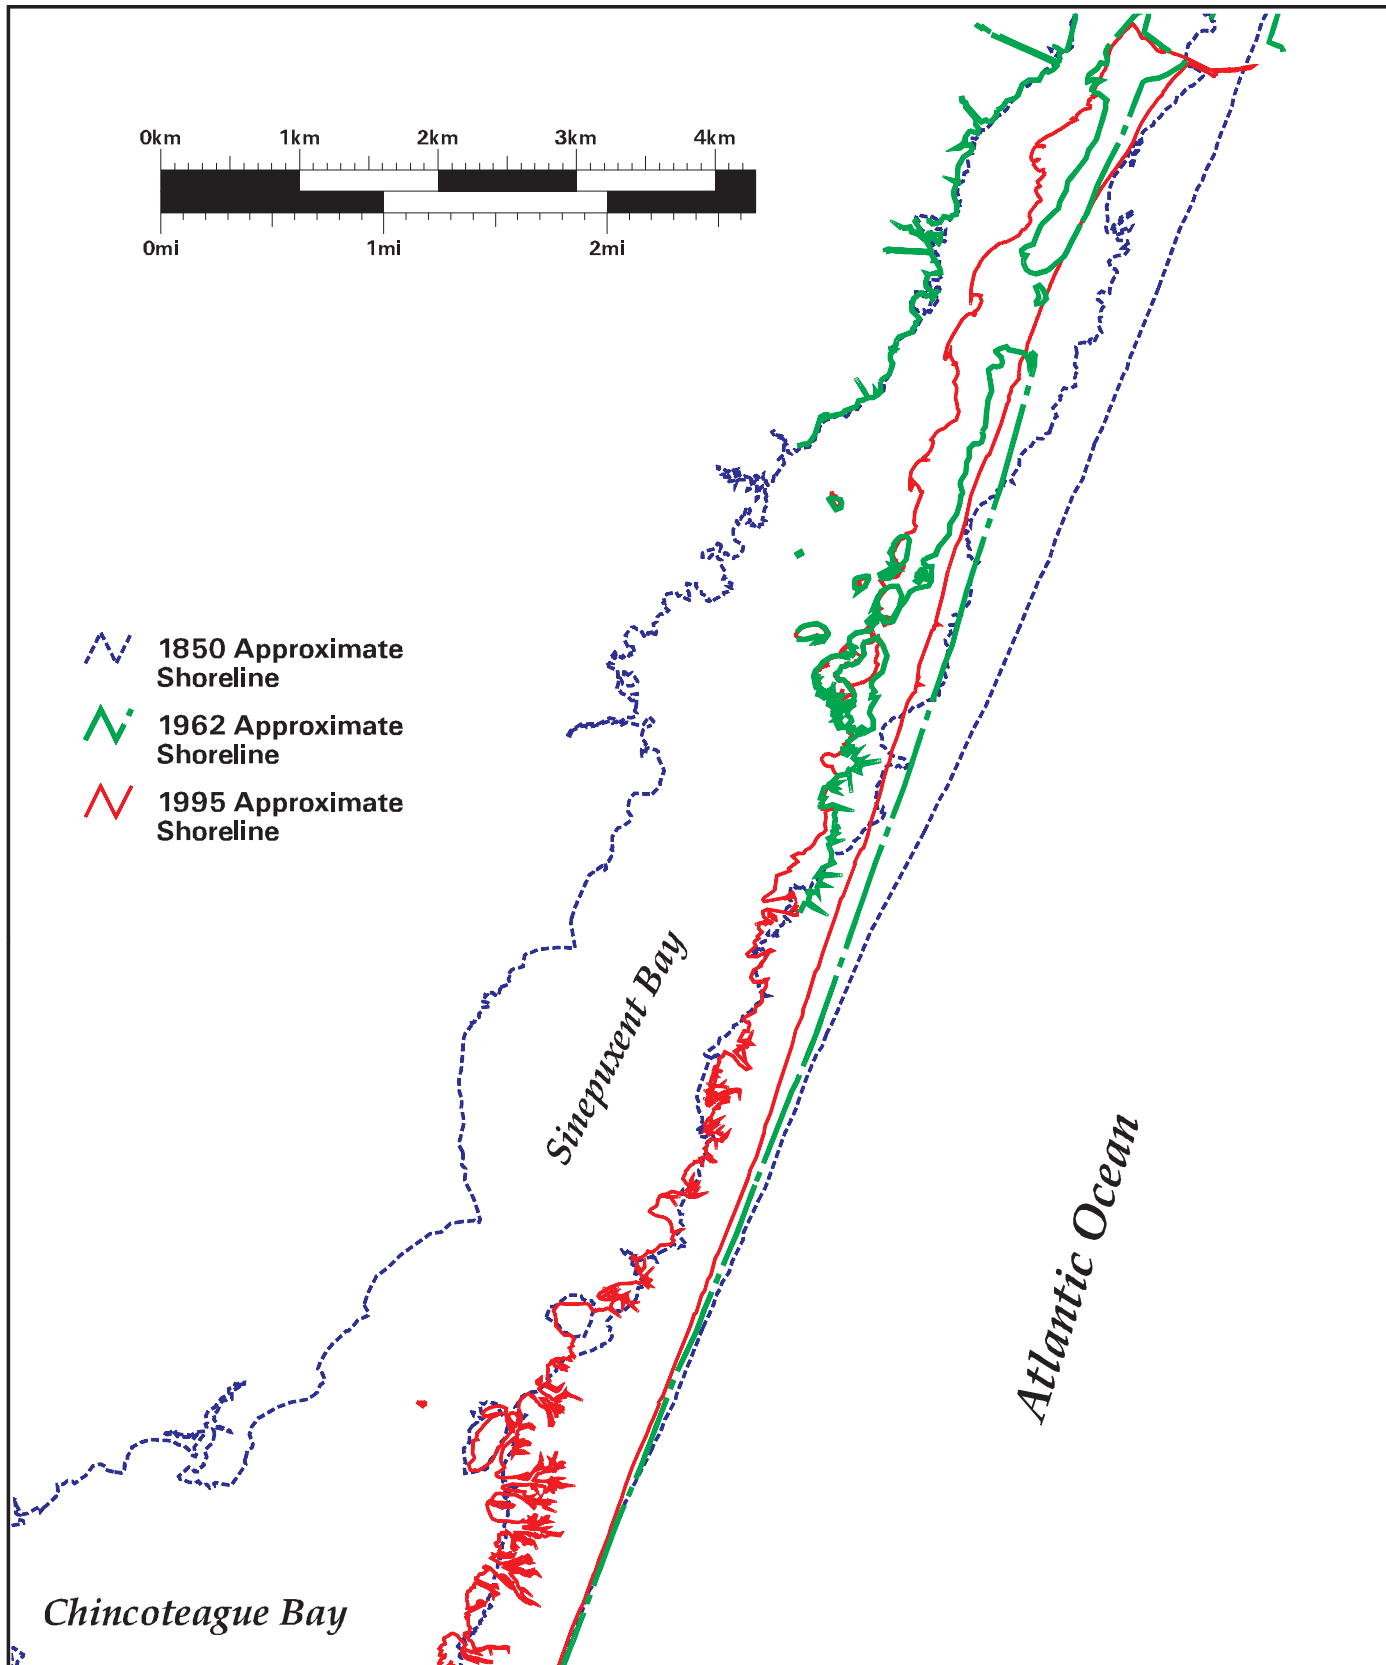 0km 1km 2km 3km 4km
0mi 1mi 2mi
1850 Approximate
Shoreline
1962 Approximate
Shoreline
1995 Approximate
Shoreline
Sinepuxent Bay
Atlantic Ocean
Chincoteague Bay